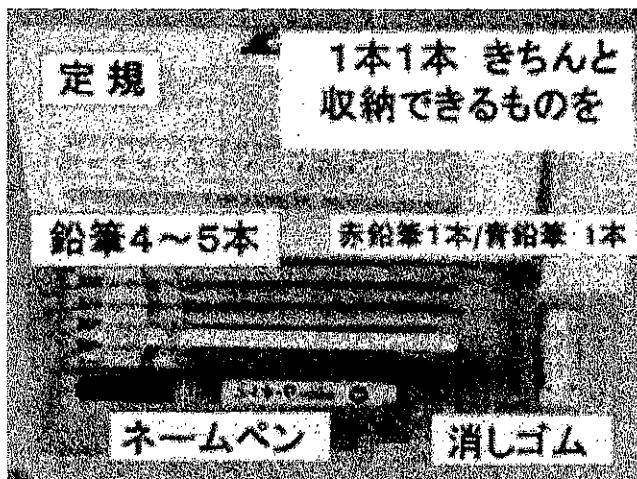 定規
1本1本 きちんと
収納できるものを
鉛筆4～5本
赤鉛筆1本/青鉛筆 1本
ネームペン
消しゴム